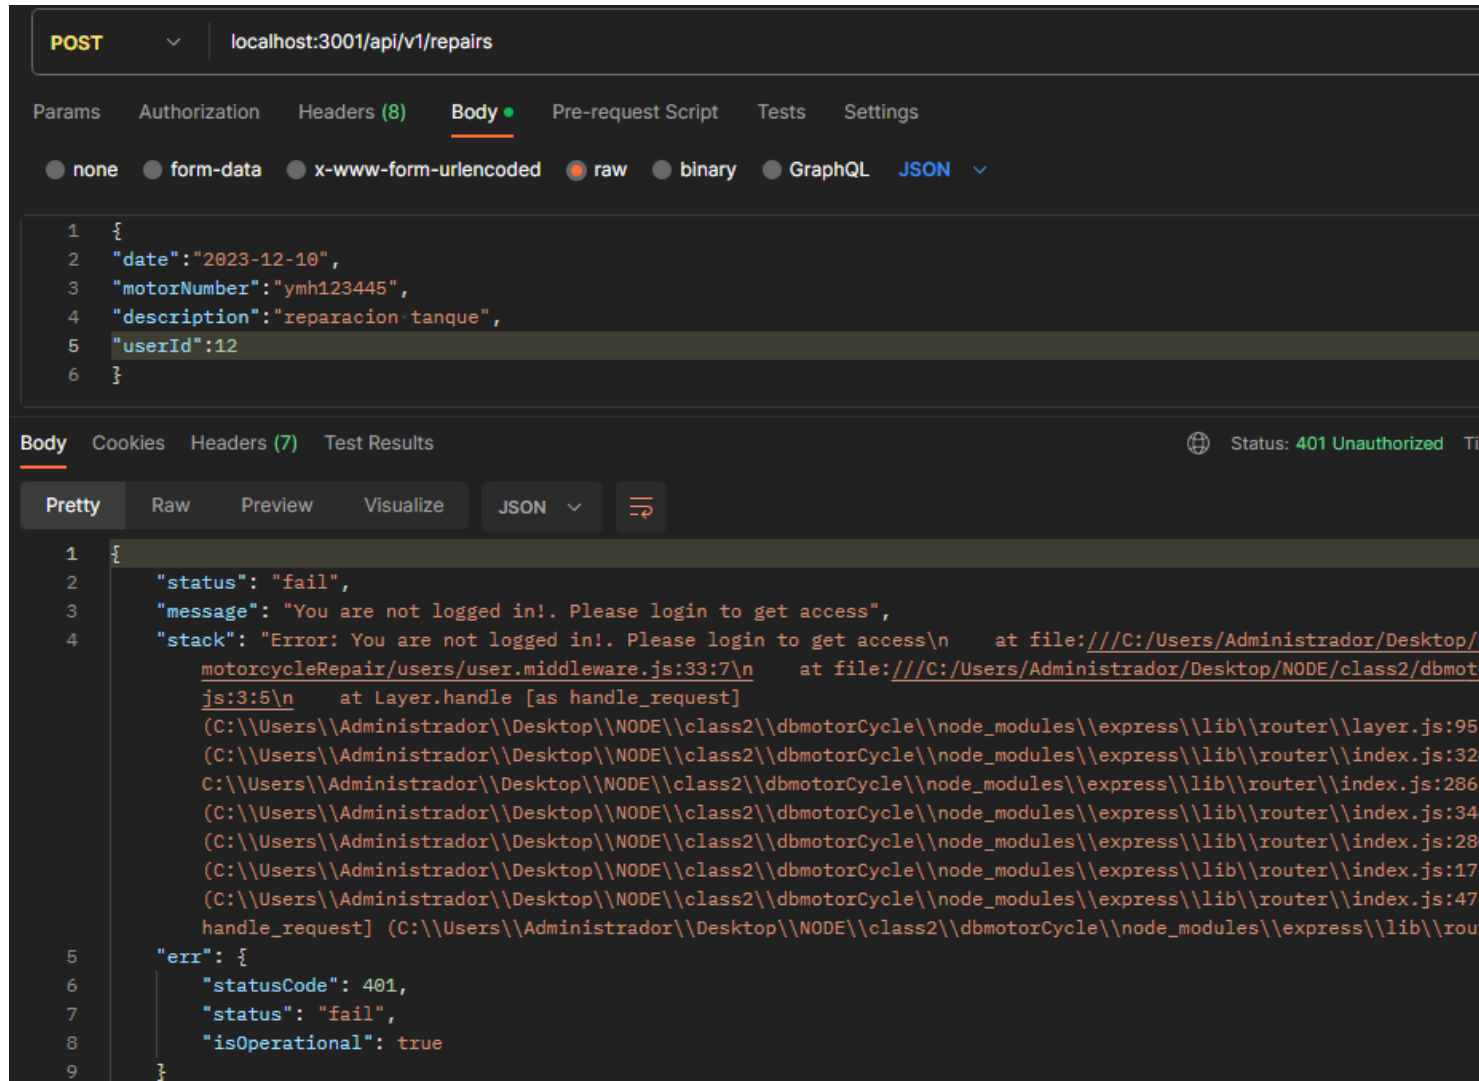 POST localhost:3001/api/v1/repairs
Params Authorization Headers (8) Body Pre-request Script Tests Settings
none form-data x-www-form-urlencoded raw binary GraphQL JSON
1 {
2 "date":"2023-12-10",
3 "motorNumber":"ymh123445",
4 "description":"reparacion tanque",
5 "userId":12
6 }
Body Cookies Headers (7) Test Results Status: 401 Unauthorized Ti
Pretty Raw Preview Visualize JSON
1 {
2 "status": "fail",
3 "message": "You are not logged in!. Please login to get access",
4 "stack": "Error: You are not logged in!. Please login to get access\n    at file:///C:/Users/Administrador/Desktop/
motorcycleRepair/users/user.middleware.js:33:7\n    at file:///C:/Users/Administrador/Desktop/NODE/class2/dbmot
js:3:5\n    at Layer.handle [as handle_request]
(C:\\Users\\Administrador\\Desktop\\NODE\\class2\\dbmotorCycle\\node_modules\\express\\lib\\router\\layer.js:95
(C:\\Users\\Administrador\\Desktop\\NODE\\class2\\dbmotorCycle\\node_modules\\express\\lib\\router\\index.js:32
C:\\Users\\Administrador\\Desktop\\NODE\\class2\\dbmotorCycle\\node_modules\\express\\lib\\router\\index.js:286
(C:\\Users\\Administrador\\Desktop\\NODE\\class2\\dbmotorCycle\\node_modules\\express\\lib\\router\\index.js:34
(C:\\Users\\Administrador\\Desktop\\NODE\\class2\\dbmotorCycle\\node_modules\\express\\lib\\router\\index.js:28
(C:\\Users\\Administrador\\Desktop\\NODE\\class2\\dbmotorCycle\\node_modules\\express\\lib\\router\\index.js:17
(C:\\Users\\Administrador\\Desktop\\NODE\\class2\\dbmotorCycle\\node_modules\\express\\lib\\router\\index.js:47
handle_request] (C:\\Users\\Administrador\\Desktop\\NODE\\class2\\dbmotorCycle\\node_modules\\express\\lib\\rou
5 "err": {
6 "statusCode": 401,
7 "status": "fail",
8 "isOperational": true
9 }